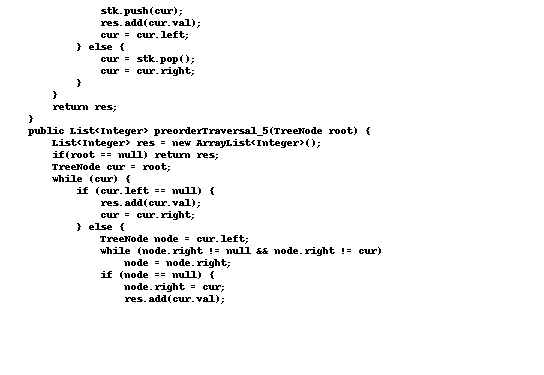 stk.push(cur);
res.add(cur.val);
cur = cur.left;
} else {
cur = stk.pop();
cur = cur.right;
}
}
return res;
}
public List<Integer> preorderTraversal_5(TreeNode root) {
List<Integer> res = new ArrayList<Integer>();
if(root == null) return res;
TreeNode cur = root;
while (cur) {
if (cur.left == null) {
res.add(cur.val);
cur = cur.right;
} else {
TreeNode node = cur.left;
while (node.right != null && node.right != cur)
node = node.right;
if (node == null) {
node.right = cur;
res.add(cur.val);